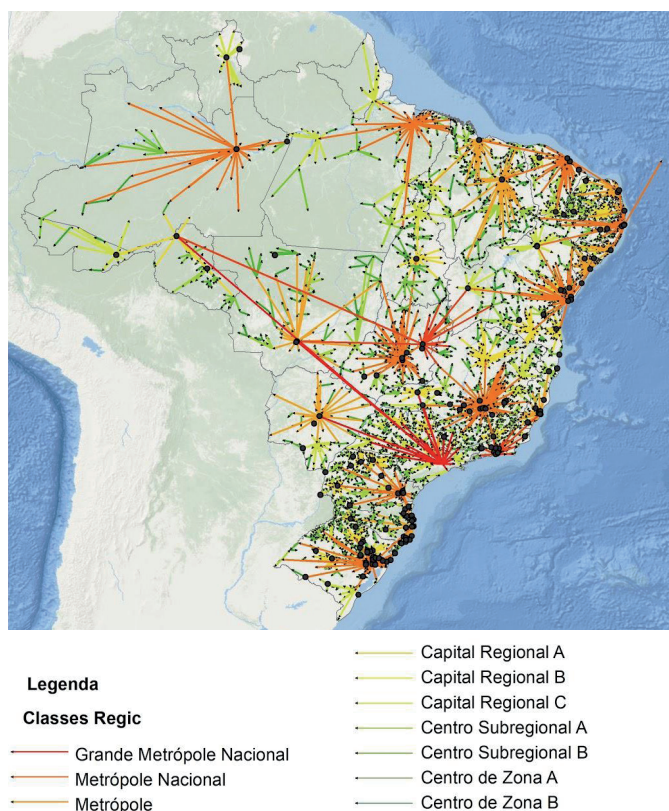 Legenda
Classes Regic
Grande Metrópole Nacional
Metrópole Nacional
Metrópole
Capital Regional A
Capital Regional B
Capital Regional C
Centro Subregional A
Centro Subregional B
Centro de Zona A
Centro de Zona B